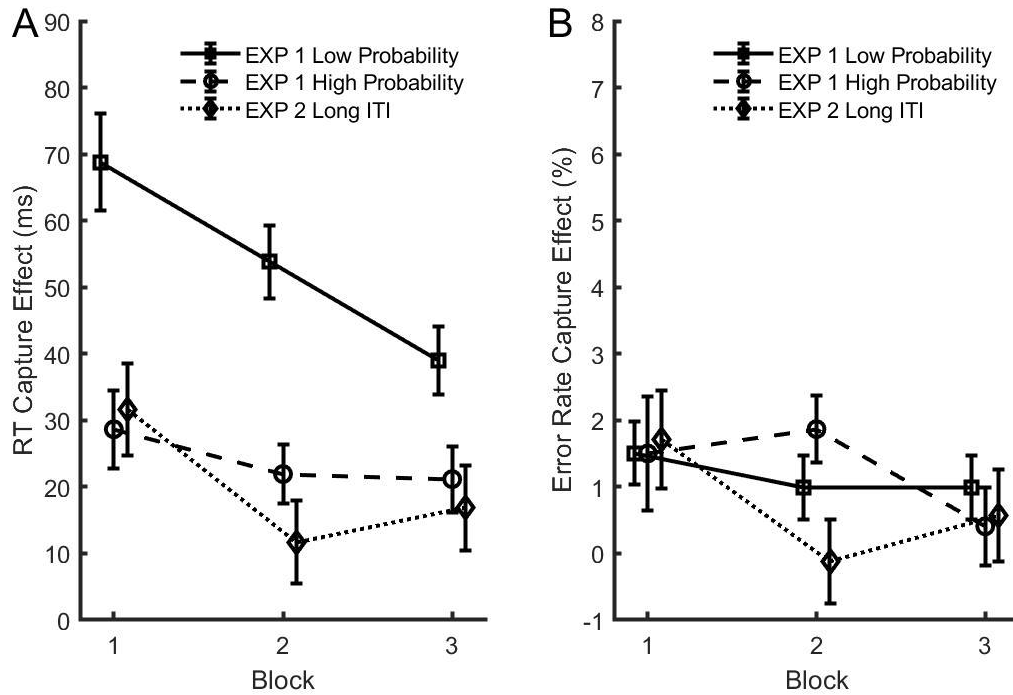 A
RT Capture Effect (ms)
90
80
70
60
50
40
30
20
10
0
EXP 1 Low Probability
EXP 1 High Probability
EXP 2 Long ITI
1 2 3
Block
B
Error Rate Capture Effect (%)
8
7
6
5
4
3
2
1
0
-1
EXP 1 Low Probability
EXP 1 High Probability
EXP 2 Long ITI
1 2 3
Block